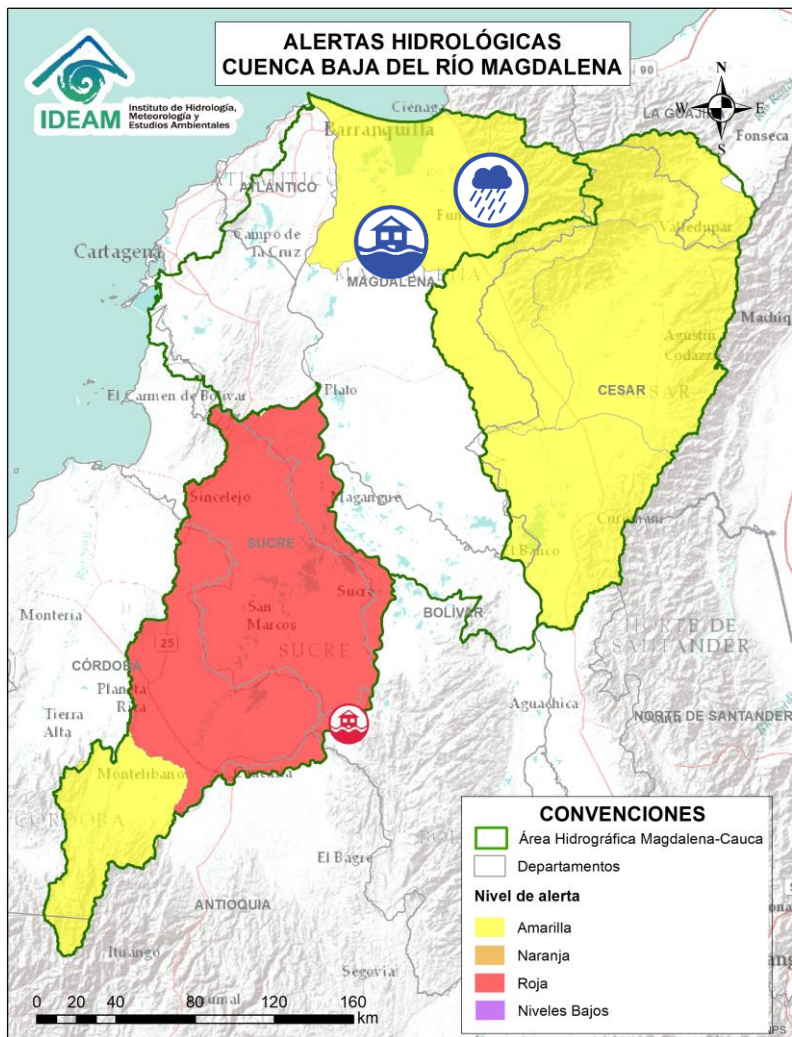 ALERTAS HIDROLÓGICAS
CUENCA BAJA DEL RÍO MAGDALENA
IDEAM
Instituto de Hidrología,
Meteorología y
Estudios Ambientales
90
N
W
E
S
Ciénaga
LA GUAJI
Barranquilla
Fonseca
ATLÁNTICO
Fun
Valledupar
Campo de
la Cruz
Cartagena
MAGDALENA
MAGDALENA
Machiq
Agustín
Codazzi
CESAR
El Carmen de Bolívar
Plato
Sincelejo
Magangué
SUCRE
El Banco
Sucre
BOLÍVAR
San
Marcos
Montería
25
SUCRE
NORTE DE
SANTANDER
CÓRDOBA
Planeta
Rica
Aguachica
NORTE DE SANTANDER
Tierra
Alta
Montelíbano
Caucasia
CÓRDOBA
El Bagre
ANTIOQUIA
Ituango
Segovia
CONVENCIONES
Área Hidrográfica Magdalena-Cauca
Departamentos
Nivel de alerta
Amarilla
Naranja
Roja
Niveles Bajos
0 20 40 80 120 160
km